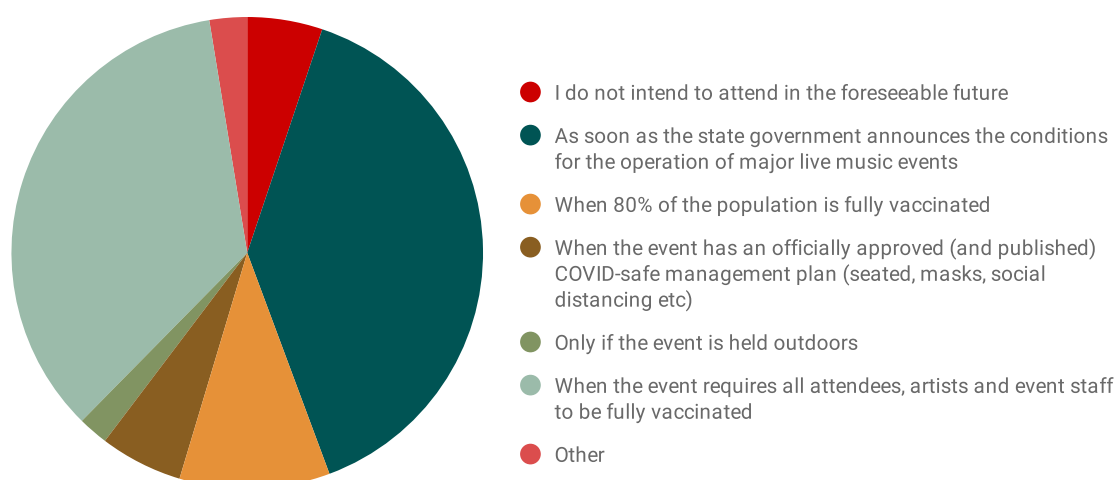 I do not intend to attend in the foreseeable future
As soon as the state government announces the conditions
for the operation of major live music events
When 80% of the population is fully vaccinated
When the event has an officially approved (and published)
COVID-safe management plan (seated, masks, social
distancing etc)
Only if the event is held outdoors
When the event requires all attendees, artists and event staff
to be fully vaccinated
Other